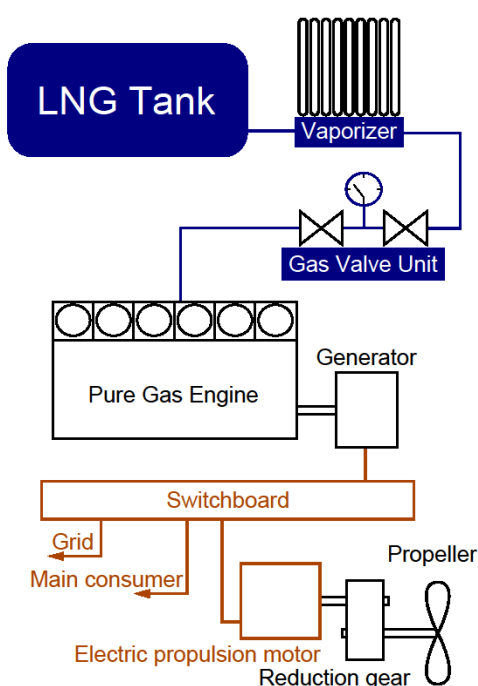 LNG Tank
Vaporizer
Gas Valve Unit
Pure Gas Engine
Generator
Switchboard
Grid
Main consumer
Propeller
Electric propulsion motor
Reduction gear